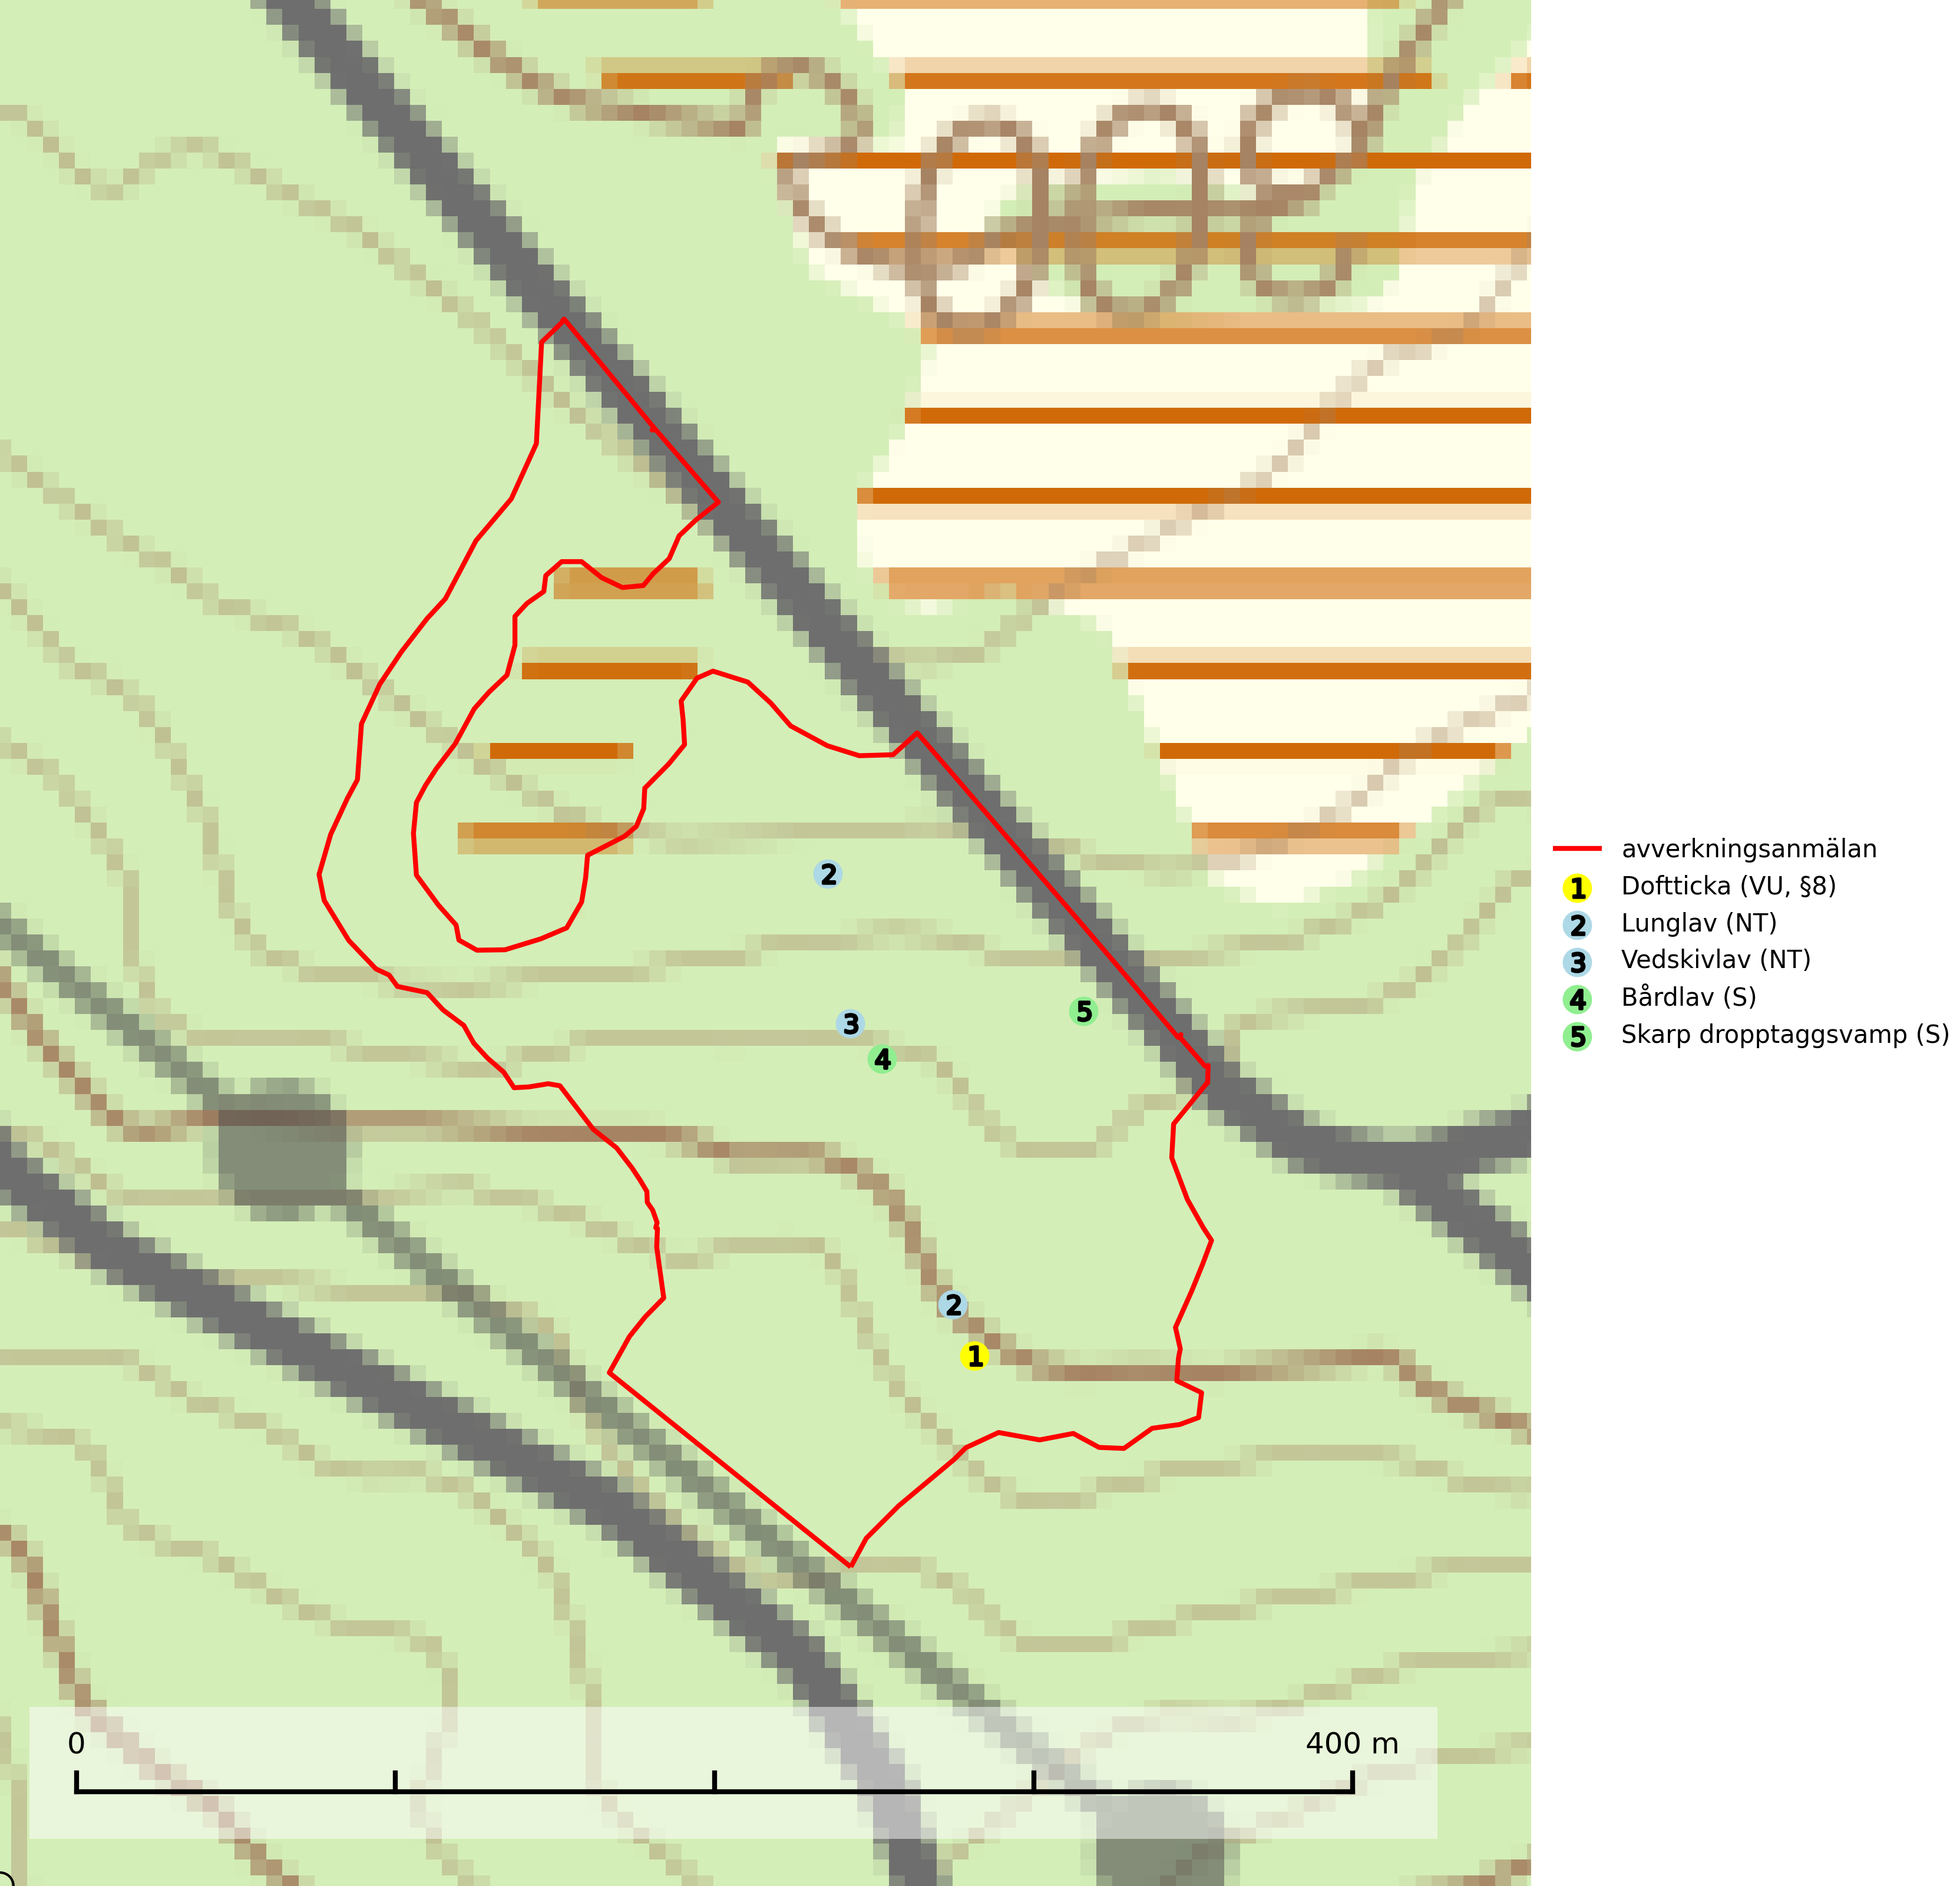 2
5
3
4
2
1
0
400 m
avverkningsanmälan
1 Doftticka (VU, §8)
2 Lunglav (NT)
3 Vedskivlav (NT)
4 Bårdlav (S)
5 Skarp dropptaggsvamp (S)